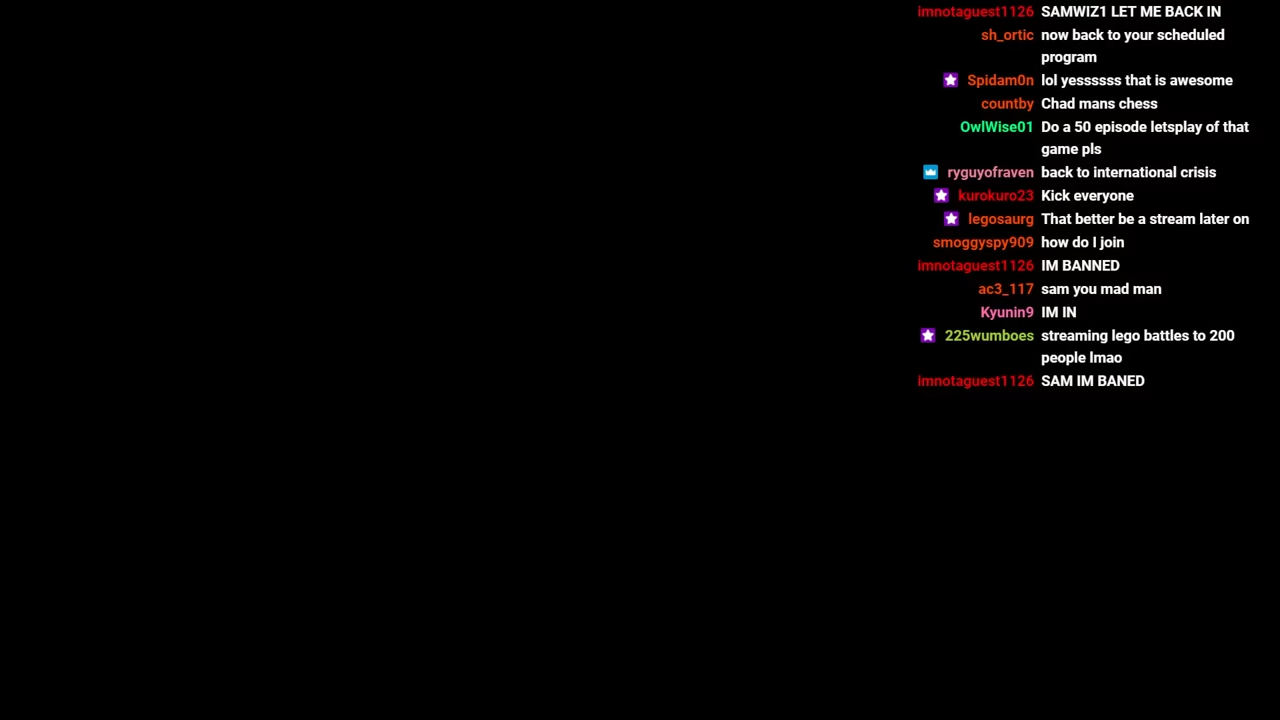 imnotaguest1126 SAMWIZ1 LET ME BACK IN
sh_ortic now back to your scheduled
program
Spidam0n lol yessssss that is awesome
countby Chad mans chess
OwlWise01 Do a 50 episode letsplay of that
game pls
ryguyofraven back to international crisis
kurokuro23 Kick everyone
legosaurg That better be a stream later on
smoggyspy909 how do I join
imnotaguest1126 IM BANNED
ac3_117 sam you mad man
Kyunin9 IM IN
225wumboes streaming lego battles to 200
people lmao
imnotaguest1126 SAM IM BANED